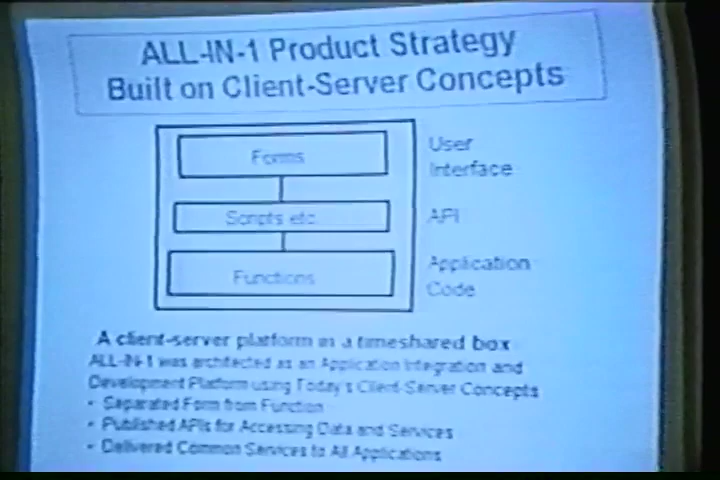 ALL-IN-1 Product Strategy
Built on Client-Server Concepts
Forms
User
Interface
Scripts etc.
API
Functions
Application
Code
A client-server platform in a timeshared box
ALL-IN-1 was architected as an Application Integration and
Development Platform using Today's Client-Server Concepts
• Separated Form from Function
• Published APIs for Accessing Data and Services
• Delivered Common Services to All Applications